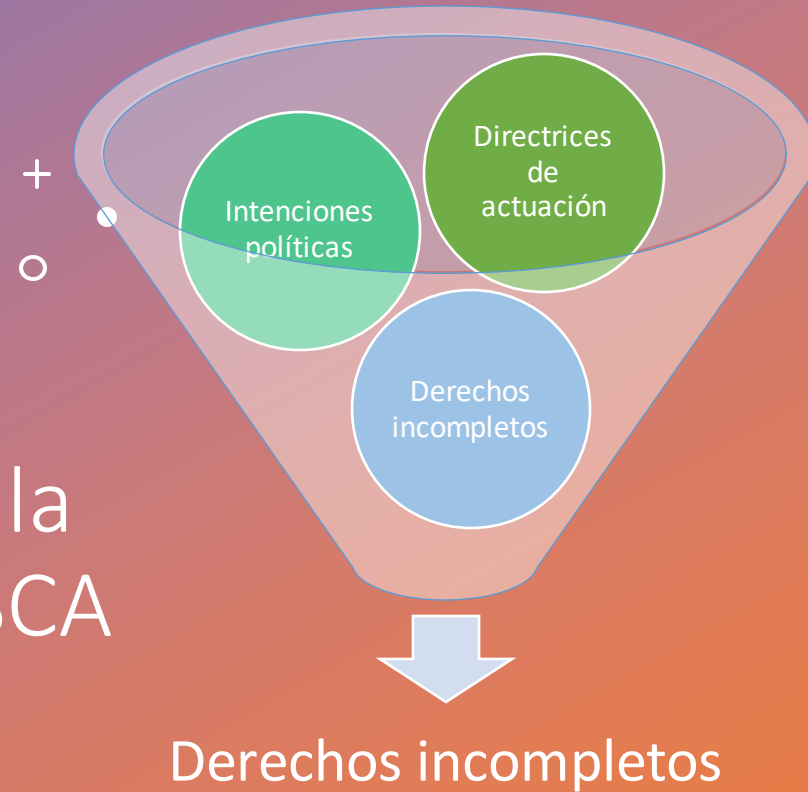 Directrices
de
actuación
Intenciones
políticas
Derechos
incompletos
la
CA
Derechos incompletos